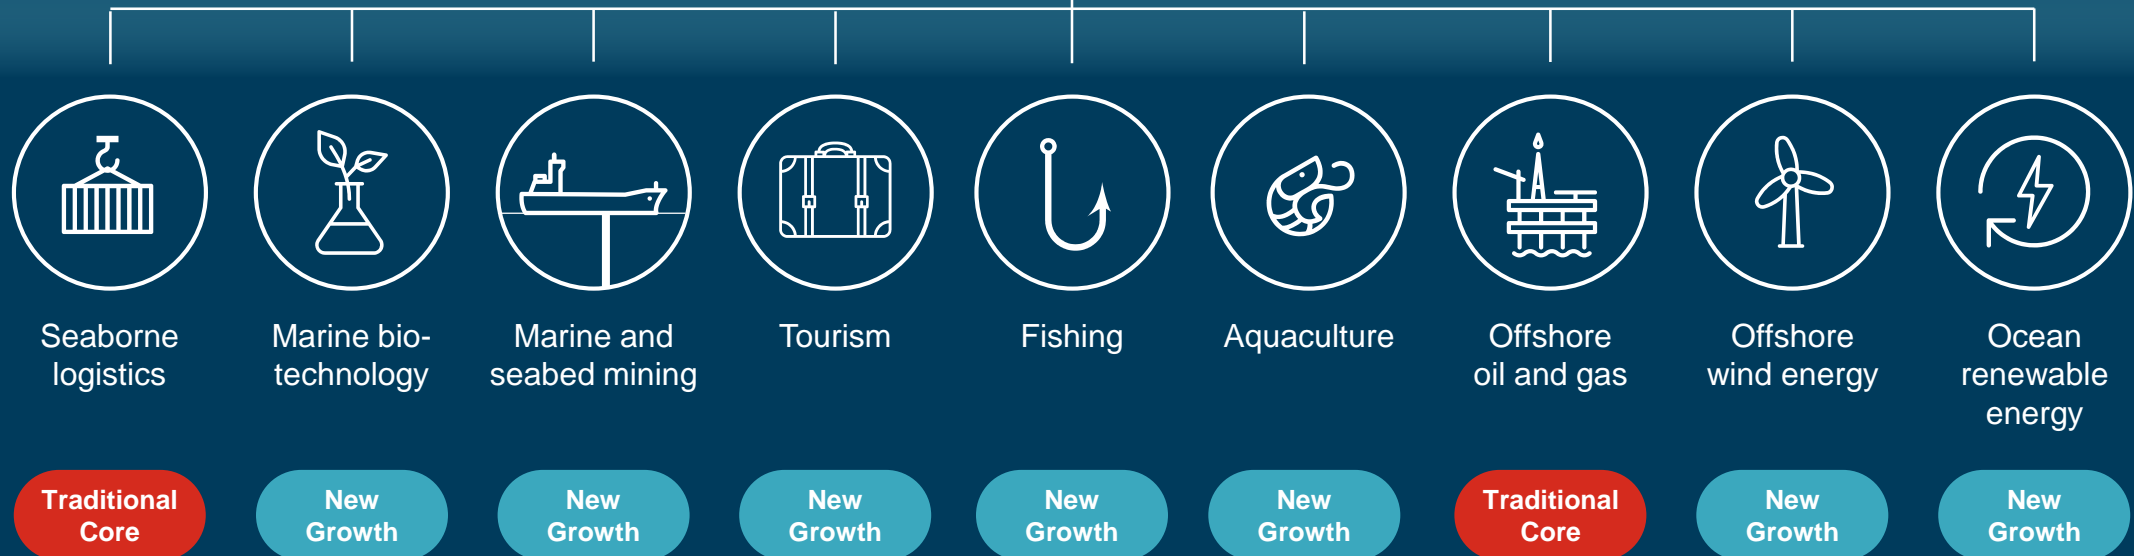 Seaborne
logistics
Marine bio-
technology
Marine and
seabed mining
Tourism
Fishing
Aquaculture
Offshore
oil and gas
Offshore
wind energy
Ocean
renewable
energy
Traditional
Core
New
Growth
New
Growth
New
Growth
New
Growth
New
Growth
Traditional
Core
New
Growth
New
Growth